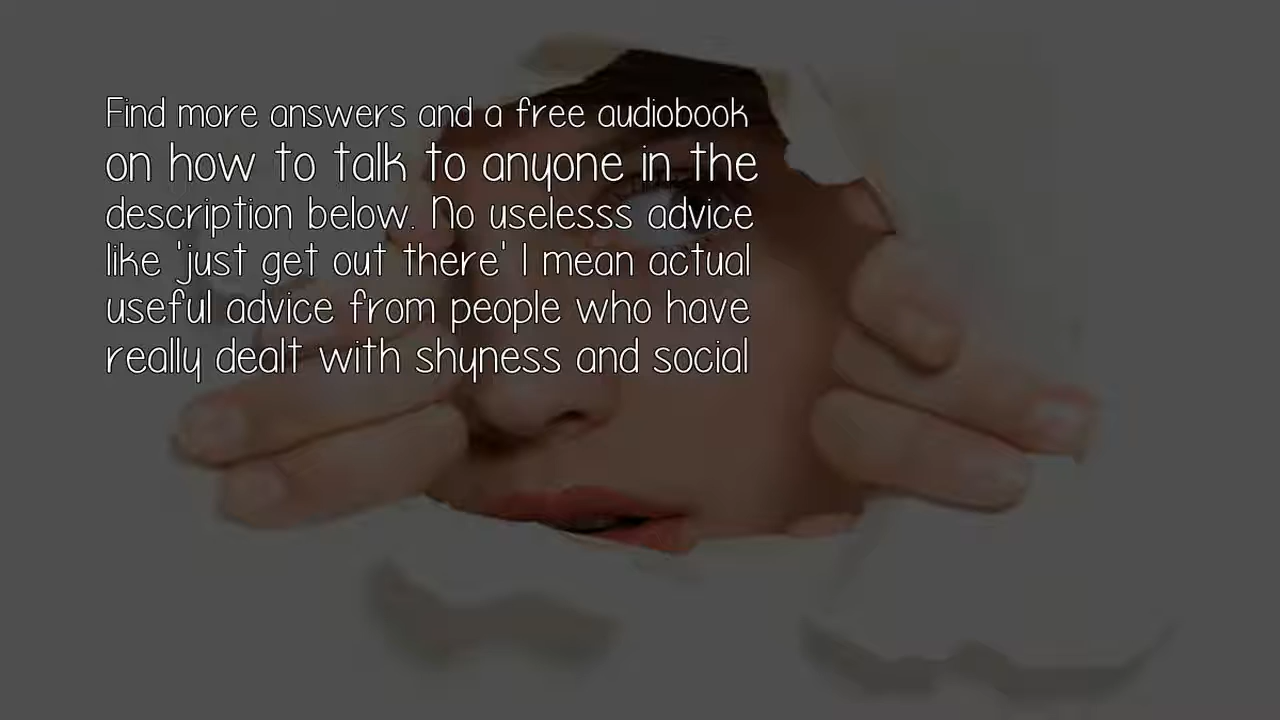 Find more answers and a free audiobook
on how to talk to anyone in the
description below. No uselesss advice
like 'just get out there' I mean actual
useful advice from people who have
really dealt with shyness and social